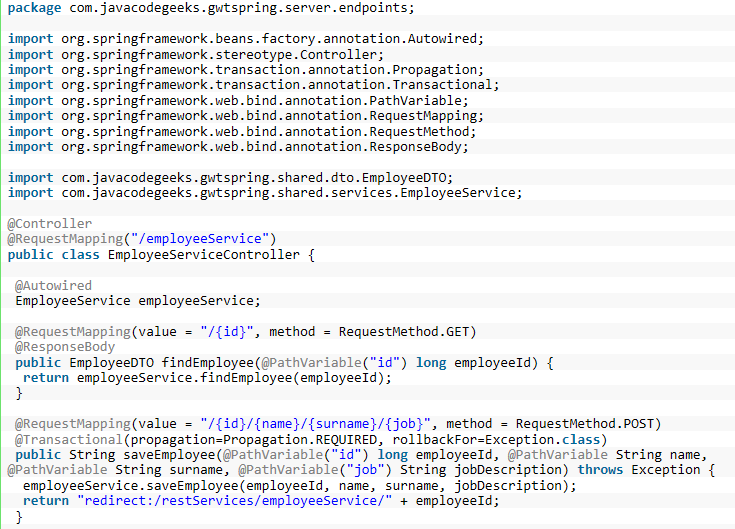 package com.javacodegeeks.gwtspring.server.endpoints;
import org.springframework.beans.factory.annotation.Autowired;
import org.springframework.stereotype.Controller;
import org.springframework.transaction.annotation.Propagation;
import org.springframework.transaction.annotation.Transactional;
import org.springframework.web.bind.annotation.PathVariable;
import org.springframework.web.bind.annotation.RequestMapping;
import org.springframework.web.bind.annotation.RequestMethod;
import org.springframework.web.bind.annotation.ResponseBody;
import com.javacodegeeks.gwtspring.shared.dto.EmployeeDTO;
import com.javacodegeeks.gwtspring.shared.services.EmployeeService;
@Controller
@RequestMapping("/employeeService")
public class EmployeeServiceController {
@Autowired
EmployeeService employeeService;
@RequestMapping(value = "/{id}", method = RequestMethod.GET)
@ResponseBody
public EmployeeDTO findEmployee(@PathVariable("id") long employeeId) {
return employeeService.findEmployee(employeeId);
}
@RequestMapping(value = "/{id}/{name}/{surname}/{job}", method = RequestMethod.POST)
@Transactional(propagation=Propagation.REQUIRED, rollbackFor=Exception.class)
public String saveEmployee(@PathVariable("id") long employeeId, @PathVariable String name,
@PathVariable String surname, @PathVariable("job") String jobDescription) throws Exception {
employeeService.saveEmployee(employeeId, name, surname, jobDescription);
return "redirect:/restServices/employeeService/" + employeeId;
}